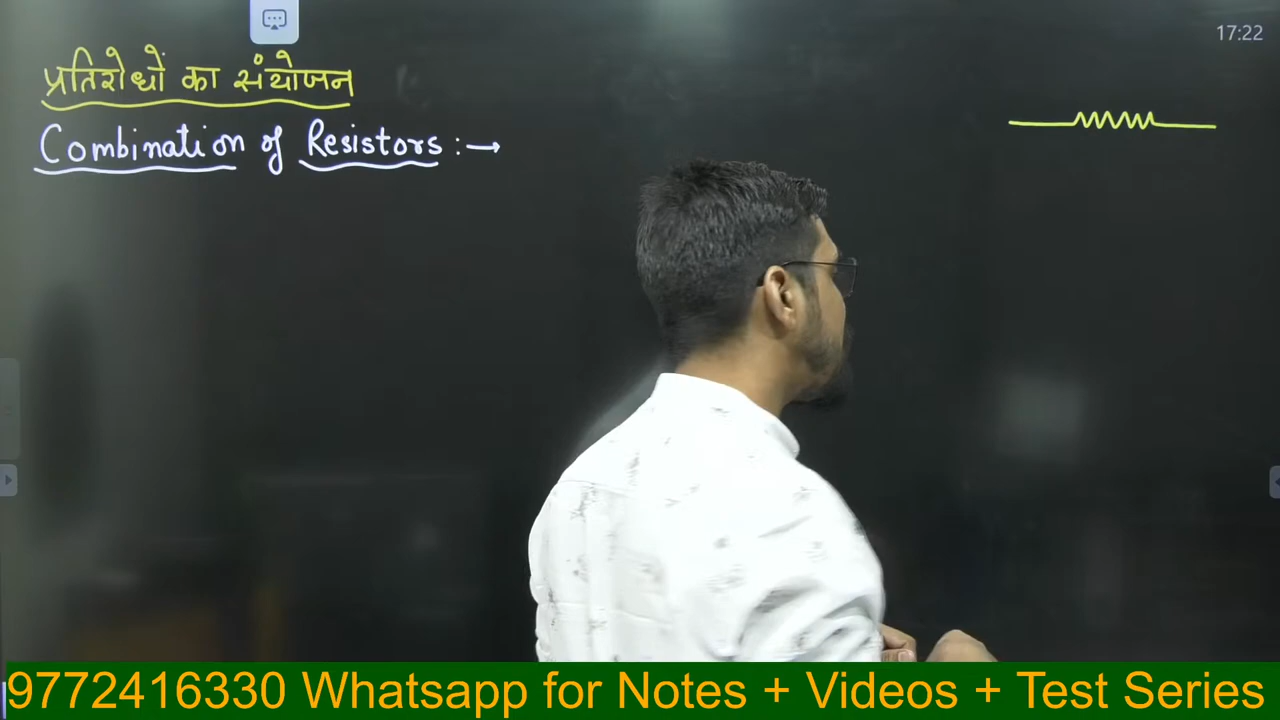 17:22
प्रतिरोधों का संयोजन
Combination of Resistors :→
9772416330 Whatsapp for Notes + Videos + Test Series